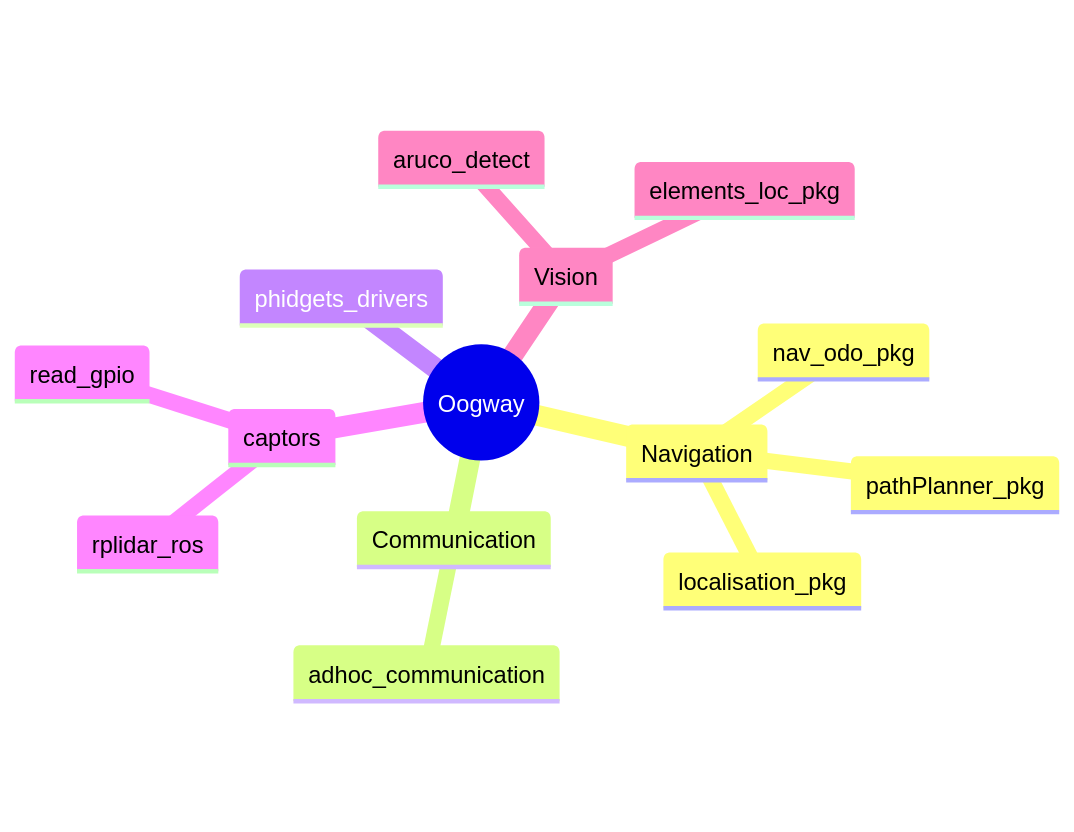 aruco_detect
elements_loc_pkg
Vision
phidgets_drivers
nav_odo_pkg
read_gpio
Oogway
captors
Navigation
pathPlanner_pkg
rplidar_ros
Communication
localisation_pkg
adhoc_communication